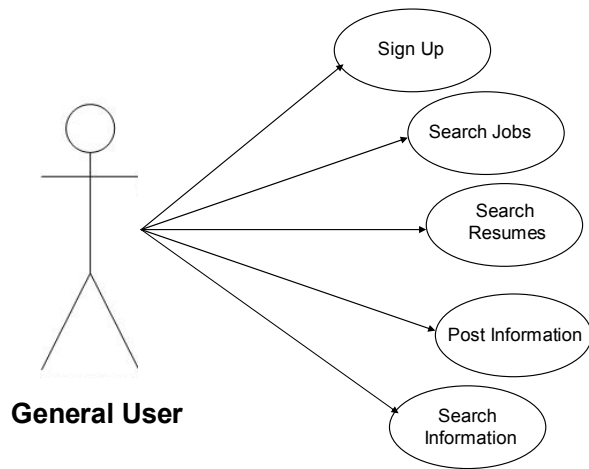 Sign Up
Search Jobs
Search
Resumes
Post Information
Search
Information
General User